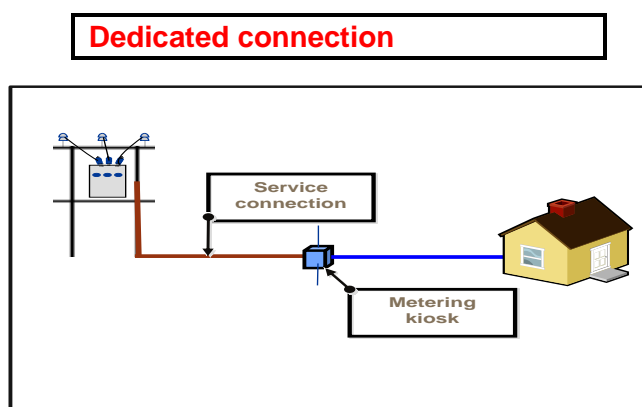 Dedicated connection
Service
connection
Metering
kiosk